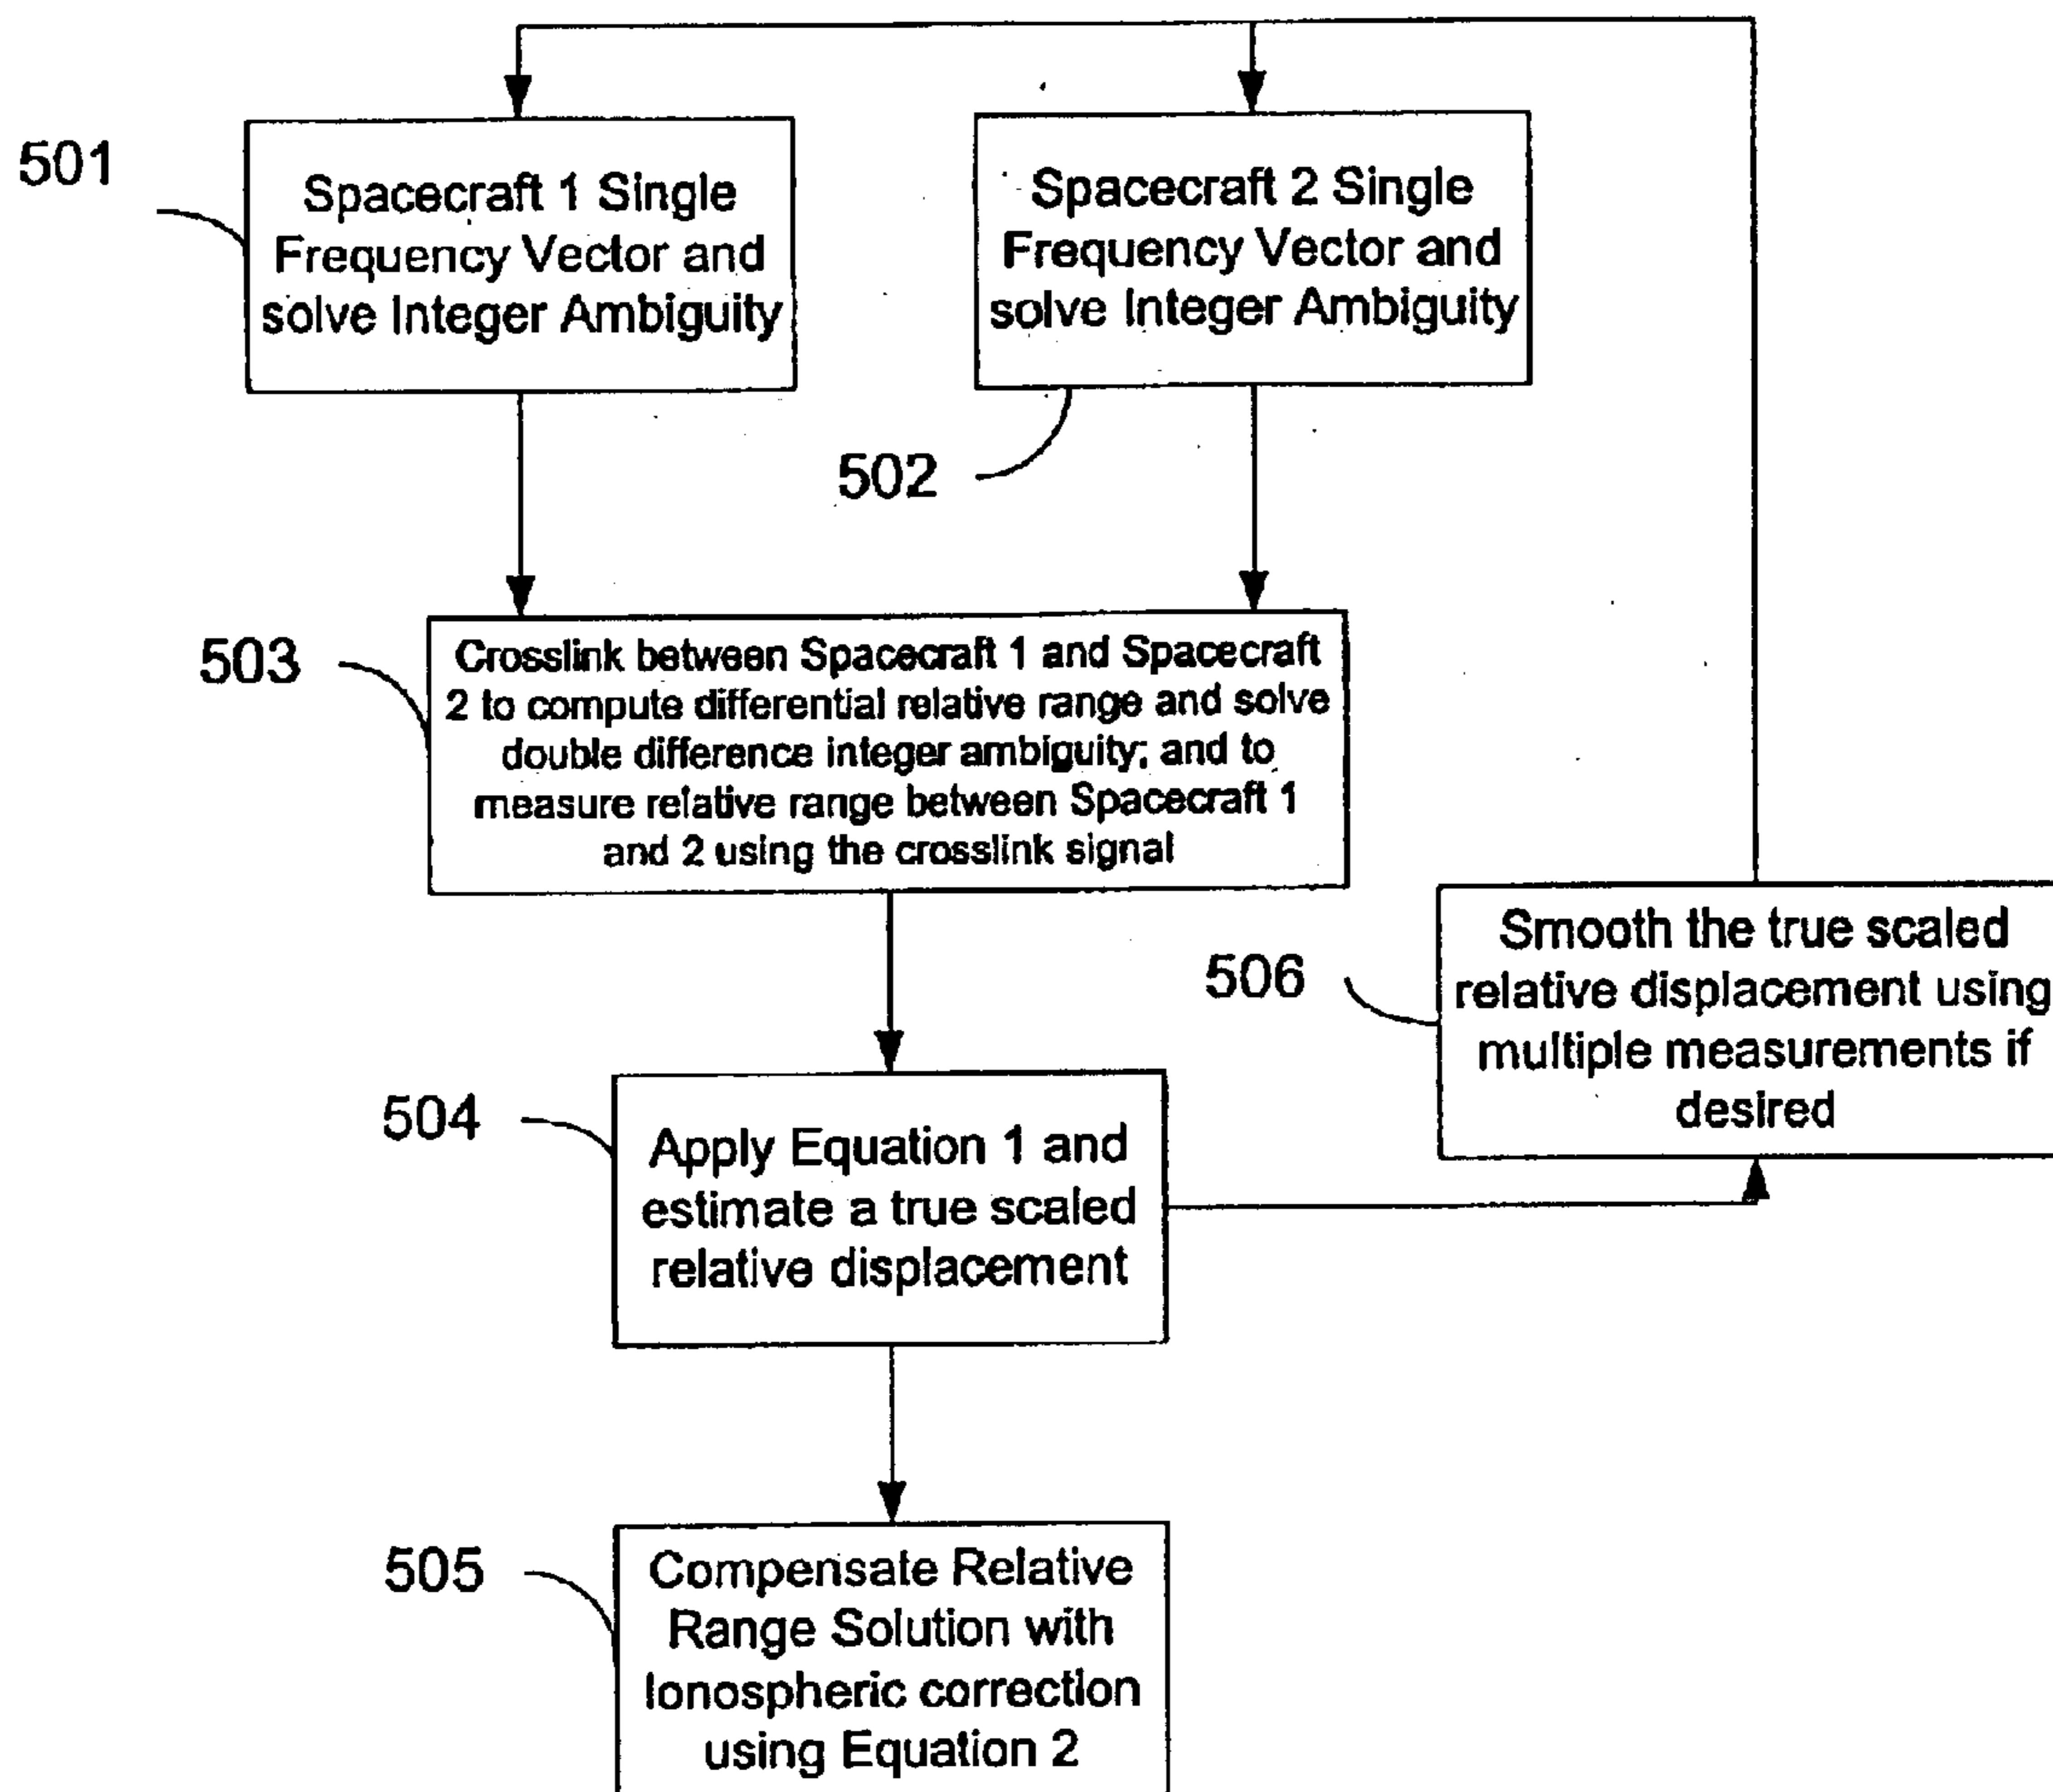 501
Spacecraft 1 Single
Frequency Vector and
solve Integer Ambiguity
Spacecraft 2 Single
Frequency Vector and
solve Integer Ambiguity
502
503
Crosslink between Spacecraft 1 and Spacecraft
2 to compute differential relative range and solve
double difference integer ambiguity; and to
measure relative range between Spacecraft 1
and 2 using the crosslink signal
506
Smooth the true scaled
relative displacement using
multiple measurements if
desired
504
Apply Equation 1 and
estimate a true scaled
relative displacement
505
Compensate Relative
Range Solution with
Ionospheric correction
using Equation 2